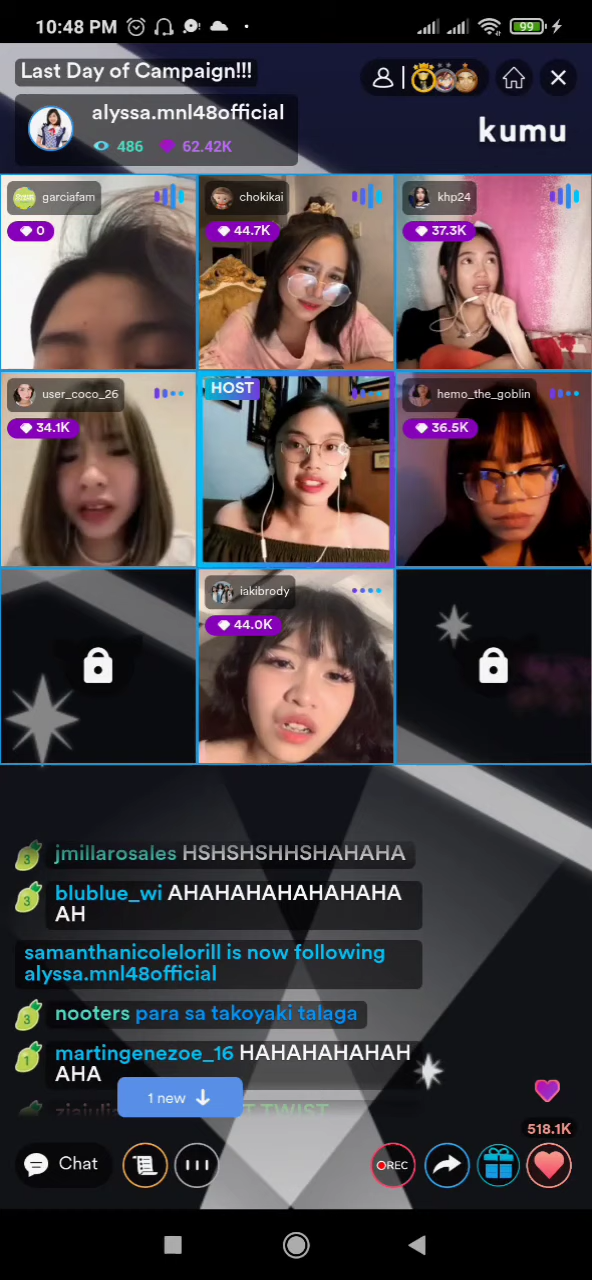 10:48 PM
99
Last Day of Campaign!!!
alyssa.mnl48official
486
62.42K
kumu
garciafam
0
chokikai
44.7K
khp24
37.3K
user_coco_26
34.1K
HOST
hemo_the_goblin
36.5K
iakibrody
44.0K
3
jmillarosales HSHSHSHHSHAHAHA
3
blublue_wi AHAHAHAHAHAHAHA
AH
samanthanicolelorill is now following
alyssa.mnl48official
3
nooters para sa takoyaki talaga
1
martingenezoe_16 HAHAHAHAHAH
AHA
TWIST
1 new
518.1K
Chat
REC